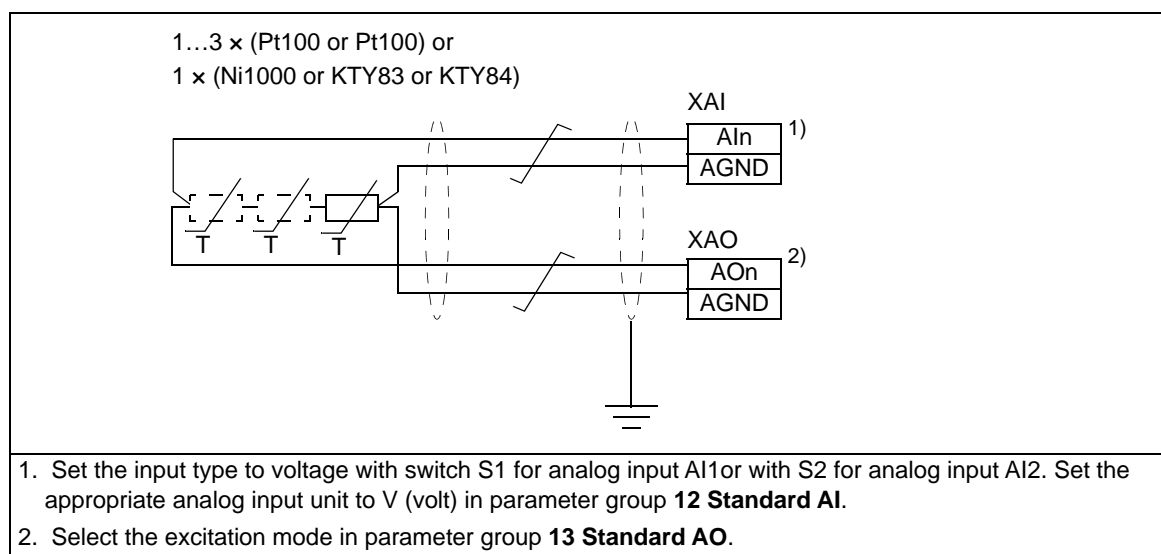 1…3 × (Pt100 or Pt100) or
1 × (Ni1000 or KTY83 or KTY84)
XAI
AIn
1)
AGND
T
T
T
XAO
AOn
2)
AGND
1. Set the input type to voltage with switch S1 for analog input AI1or with S2 for analog input AI2. Set the
appropriate analog input unit to V (volt) in parameter group 12 Standard AI.
2. Select the excitation mode in parameter group 13 Standard AO.